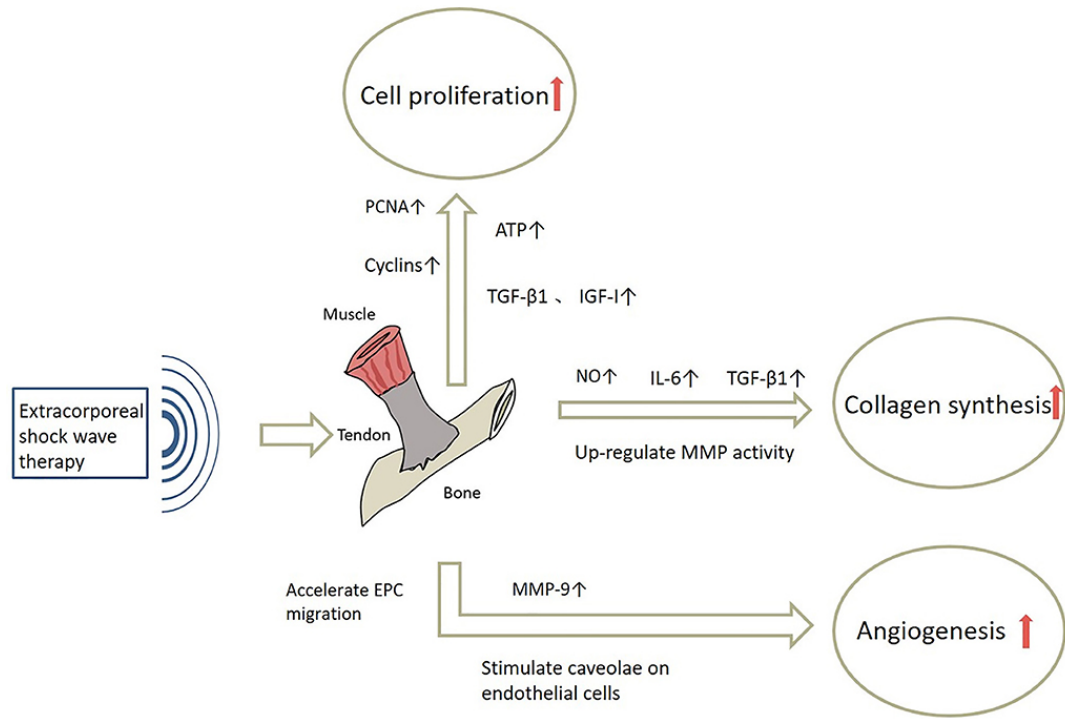 Cell proliferation
PCNA↑
ATP↑
Cyclins↑
TGF-β1 、 IGF-I↑
Muscle
NO↑ IL-6↑ TGF-β1↑
Extracorporeal
shock wave
therapy
Collagen synthesis
Tendon
Up-regulate MMP activity
Bone
Accelerate EPC
migration
MMP-9↑
Angiogenesis
Stimulate caveolae on
endothelial cells